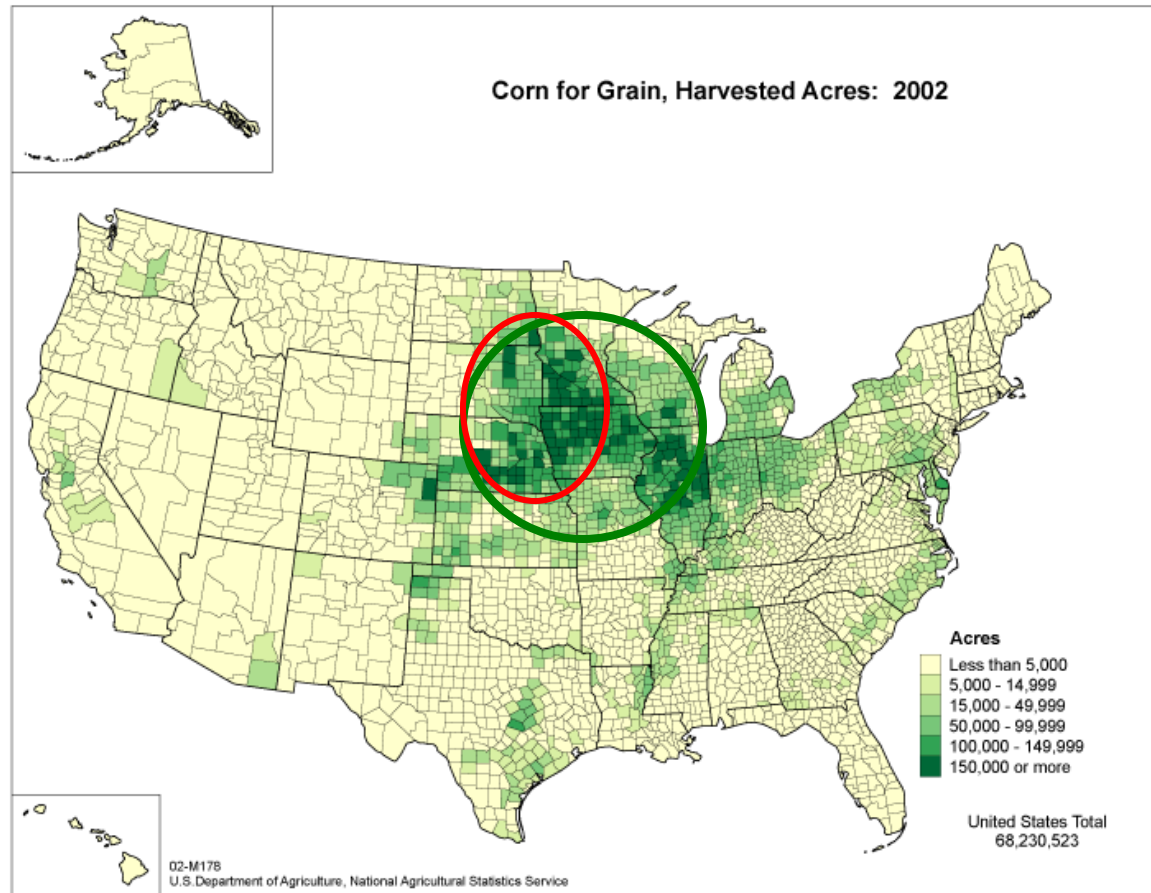 Corn for Grain, Harvested Acres: 2002
Acres
Less than 5,000
5,000 - 14,999
15,000 - 49,999
50,000 - 99,999
100,000 - 149,999
150,000 or more
United States Total
68,230,523
02-M178
U.S.Department of Agriculture, National Agricultural Statistics Service